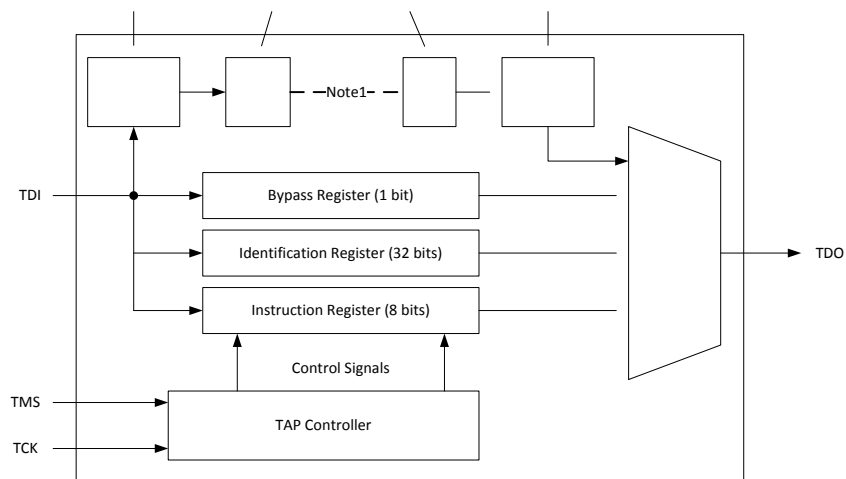 Note1
TDI
Bypass Register (1 bit)
Identification Register (32 bits)
TDO
Instruction Register (8 bits)
Control Signals
TMS
TAP Controller
TCK